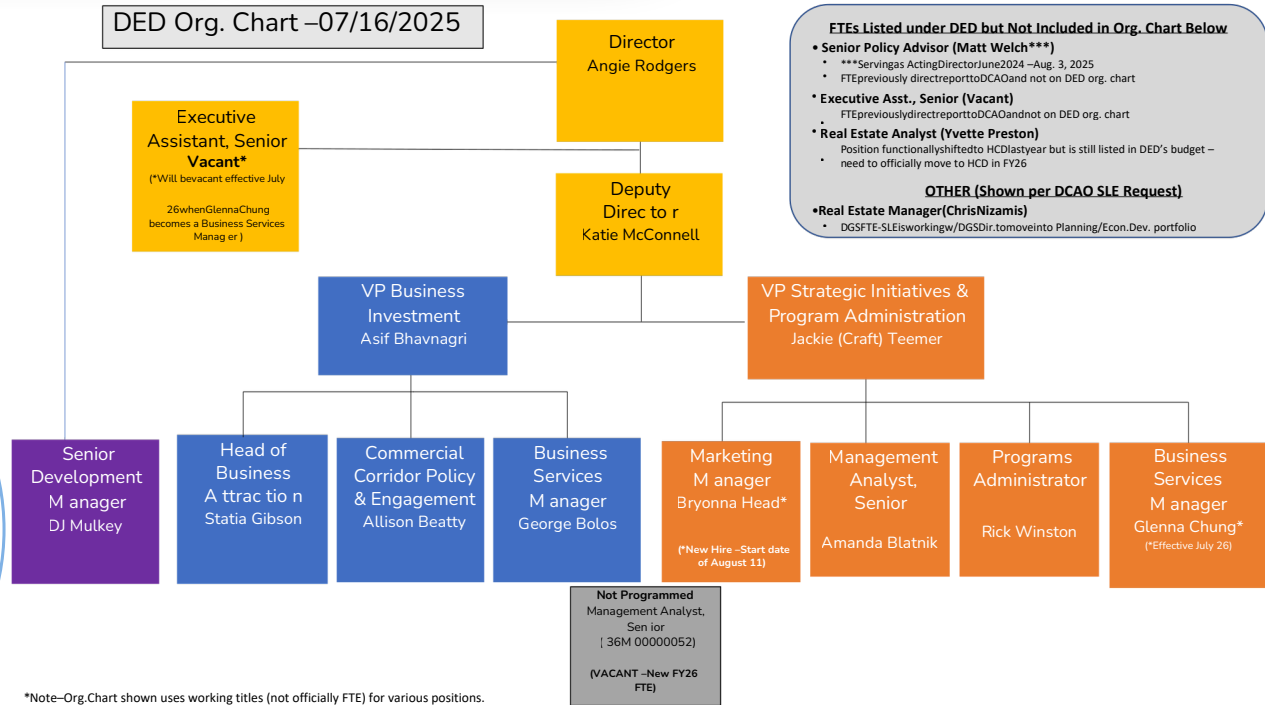 DED Org. Chart –07/16/2025
Director
Angie Rodgers
FTEs Listed under DED but Not Included in Org. Chart Below
• Senior Policy Advisor (Matt Welch***)
• ***Servingas ActingDirectorJune2024 –Aug. 3, 2025
• FTEpreviously directreporttoDCAOand not on DED org. chart
• Executive Asst., Senior (Vacant)
• FTEpreviouslydirectreporttoDCAOandnot on DED org. chart
• Real Estate Analyst (Yvette Preston)
• Position functionallyshiftedto HCDlastyear but is still listed in DED's budget –
need to officially move to HCD in FY26
OTHER (Shown per DCAO SLE Request)
•Real Estate Manager(ChrisNizamis)
• DGSFTE-SLEisworkingw/DGSDir.tomoveinto Planning/Econ.Dev. portfolio
Executive
Assistant, Senior
Vacant*
(*Will bevacant effective July
26whenGlennaChung
becomes a Business Services
Manag er )
Deputy
Direc to r
Katie McConnell
VP Business
Investment
Asif Bhavnagri
VP Strategic Initiatives &
Program Administration
Jackie (Craft) Teemer
Senior
Development
M anager
DJ Mulkey
Head of
Business
A ttrac tio n
Statia Gibson
Commercial
Corridor Policy
& Engagement
Allison Beatty
Business
Services
M anager
George Bolos
Marketing
M anager
Bryonna Head*
(*New Hire –Start date
of August 11)
Management
Analyst,
Senior
Amanda Blatnik
Programs
Administrator
Rick Winston
Business
Services
M anager
Glenna Chung*
(*Effective July 26)
Not Programmed
Management Analyst,
Sen ior
( 36M 00000052)
(VACANT –New FY26
FTE)
*Note–Org.Chart shown uses working titles (not officially FTE) for various positions.